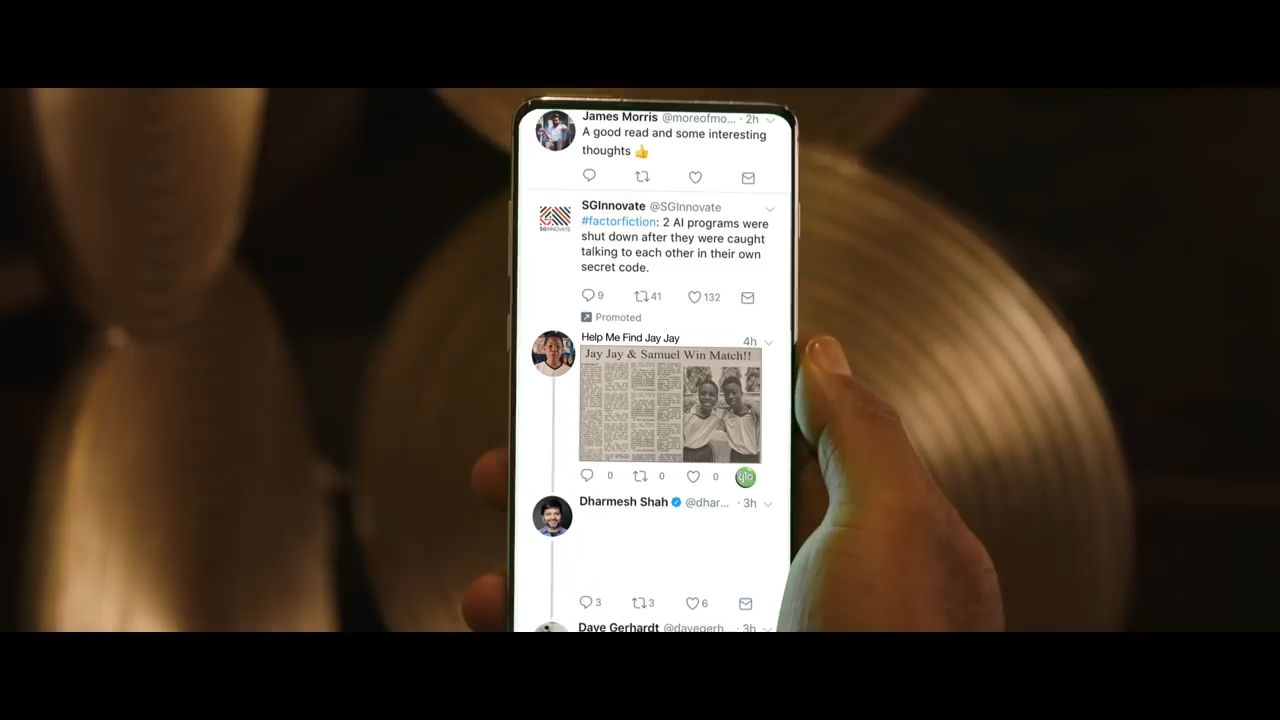 James Morris @moreofmo... · 2h
A good read and some interesting
thoughts 👍
SGInnovate @SGInnovate
#factorfiction: 2 AI programs were
shut down after they were caught
talking to each other in their own
secret code.
SGINNOVATE
9 41 132
Promoted
Help Me Find Jay Jay 4h
Jay Jay & Samuel Win Match!!
0 0 0 glo
Dharmesh Shah @dhar... · 3h
3 3 6
Dave Gerhardt @davegerh... · 3h